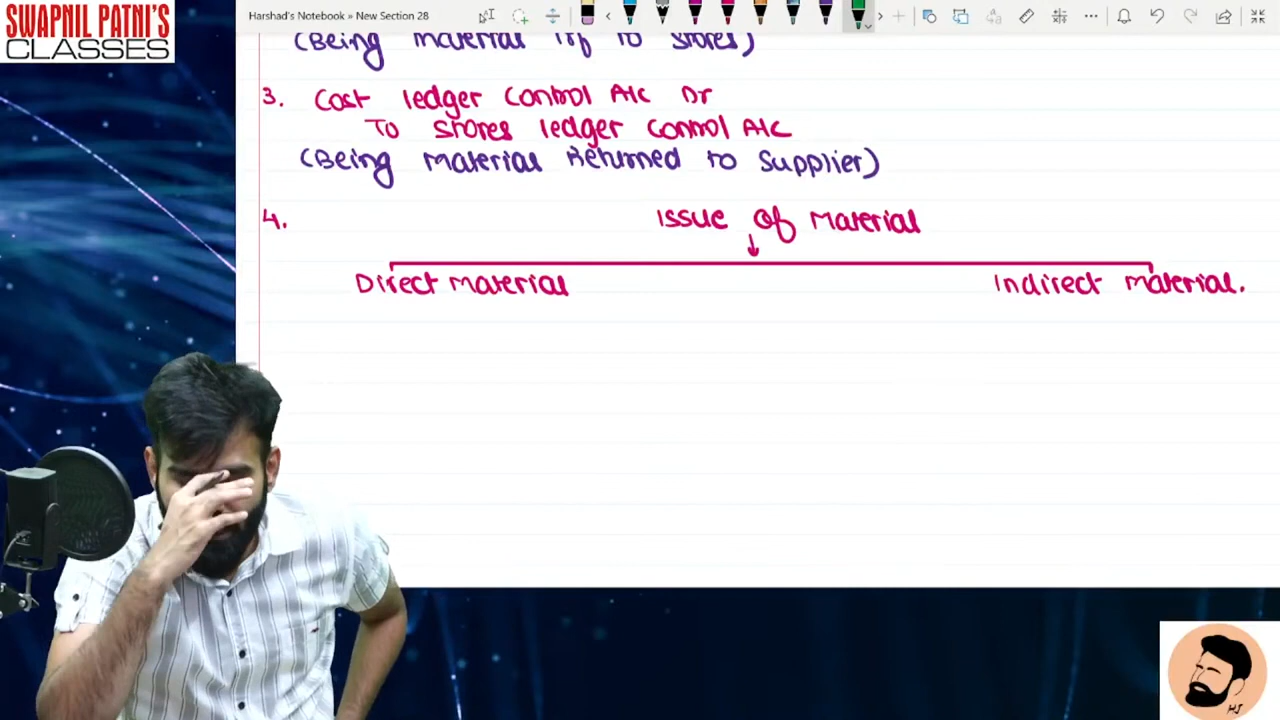 SWAPNIL PATNI'S
CLASSES
Harshad's Notebook » New Section 28
(Being material to stores)
3. Cost ledger Control A/c Dr
To stores ledger Control A/c
(Being material Returned to Supplier)
4. Issue of Material
Direct Material Indirect Material.
HJ